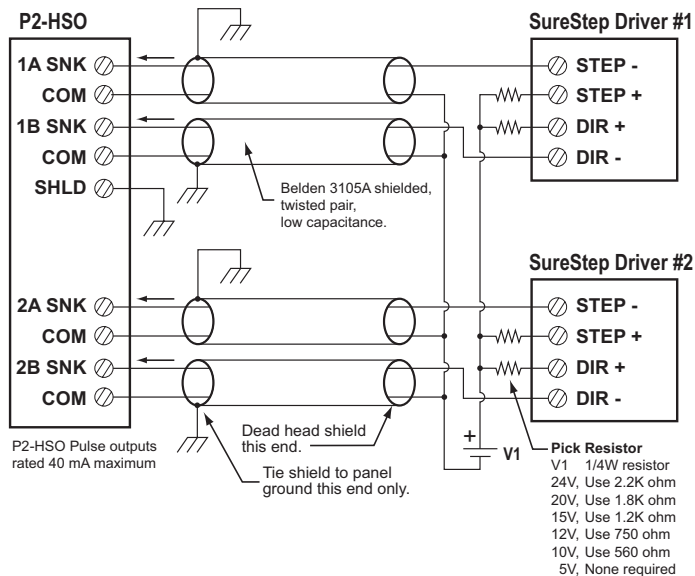 P2-HSO
SureStep Driver #1
1A SNK
COM
1B SNK
COM
SHLD
STEP -
STEP +
DIR +
DIR -
Belden 3105A shielded,
twisted pair,
low capacitance.
SureStep Driver #2
2A SNK
COM
2B SNK
COM
STEP -
STEP +
DIR +
DIR -
P2-HSO Pulse outputs
rated 40 mA maximum
Dead head shield
this end.
Tie shield to panel
ground this end only.
+
V1
Pick Resistor
V1 1/4W resistor
24V, Use 2.2K ohm
20V, Use 1.8K ohm
15V, Use 1.2K ohm
12V, Use 750 ohm
10V, Use 560 ohm
5V, None required